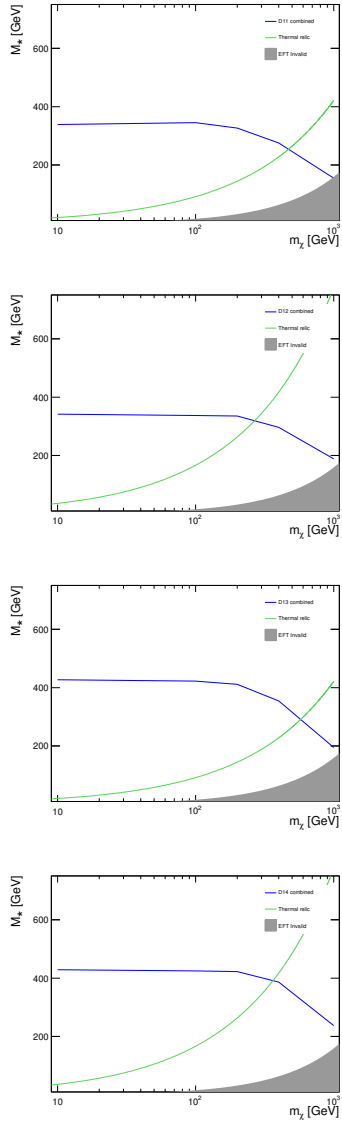 M⋆ [GeV]
D11 combined
Thermal relic
EFT Invalid
600
400
200
10
10²
10³
mχ [GeV]
M⋆ [GeV]
D12 combined
Thermal relic
EFT Invalid
600
400
200
10
10²
10³
mχ [GeV]
M⋆ [GeV]
D13 combined
Thermal relic
EFT Invalid
600
400
200
10
10²
10³
mχ [GeV]
M⋆ [GeV]
D14 combined
Thermal relic
EFT Invalid
600
400
200
10
10²
10³
mχ [GeV]